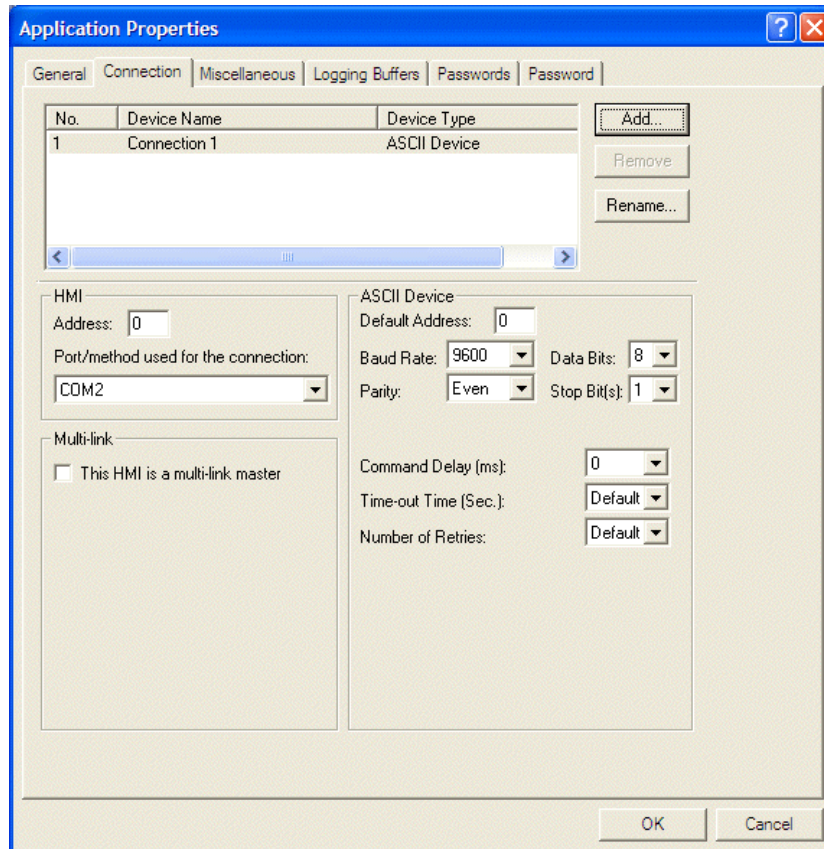 Application Properties
General Connection Miscellaneous Logging Buffers Passwords Password
No. Device Name Device Type
1 Connection 1 ASCII Device
Add...
Remove
Rename...
HMI
Address: 0
Port/method used for the connection:
COM2
Multi-link
This HMI is a multi-link master
ASCII Device
Default Address: 0
Baud Rate: 9600 Data Bits: 8
Parity: Even Stop Bit(s): 1
Command Delay (ms): 0
Time-out Time (Sec.): Default
Number of Retries: Default
OK Cancel